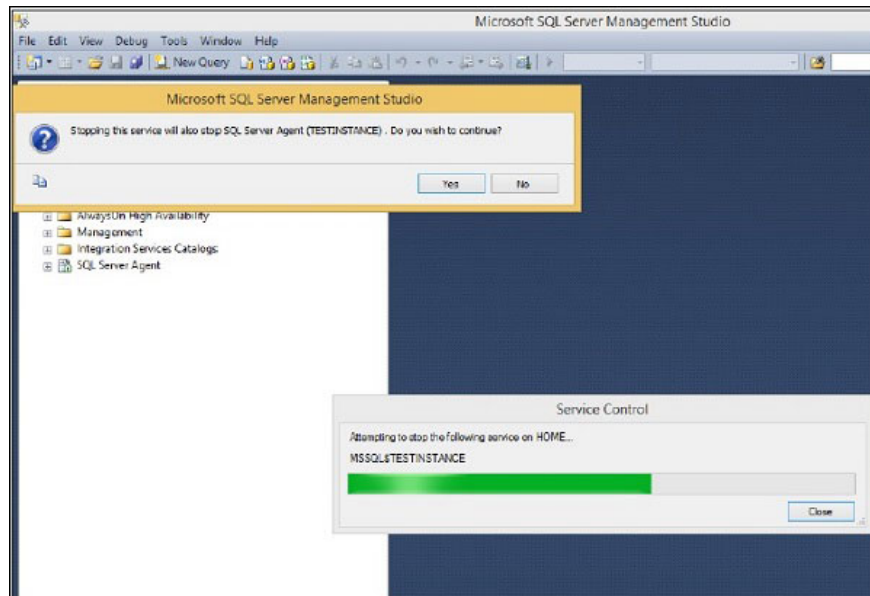 Microsoft SQL Server Management Studio
File Edit View Debug Tools Window Help
New Query
Microsoft SQL Server Management Studio
Stopping this service will also stop SQL Server Agent (TESTINSTANCE) . Do you wish to continue?
Yes No
AlwaysOn High Availability
Management
Integration Services Catalogs
SQL Server Agent
Service Control
Attempting to stop the following service on HOME...
MSSQL$TESTINSTANCE
Close